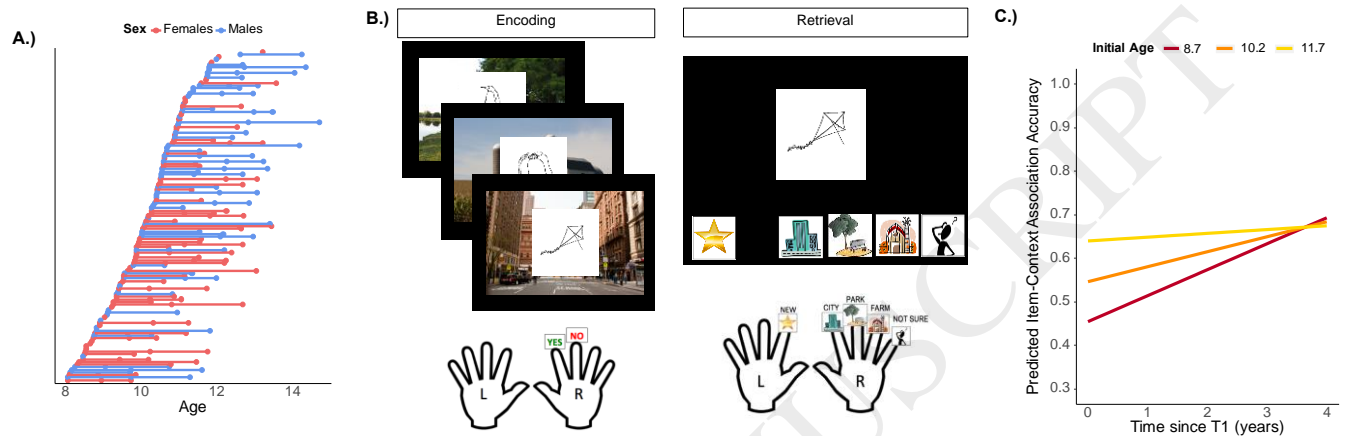 A.)
Sex Females Males
8 10 12 14
Age
B.)
Encoding
Retrieval
L
R
YES
NO
NEW
CITY
PARK
FARM
NOT SURE
L
R
C.)
Initial Age 8.7 10.2 11.7
Predicted Item-Context Association Accuracy
1.0
0.9
0.8
0.7
0.6
0.5
0.4
0.3
0 1 2 3 4
Time since T1 (years)
USCRIPT